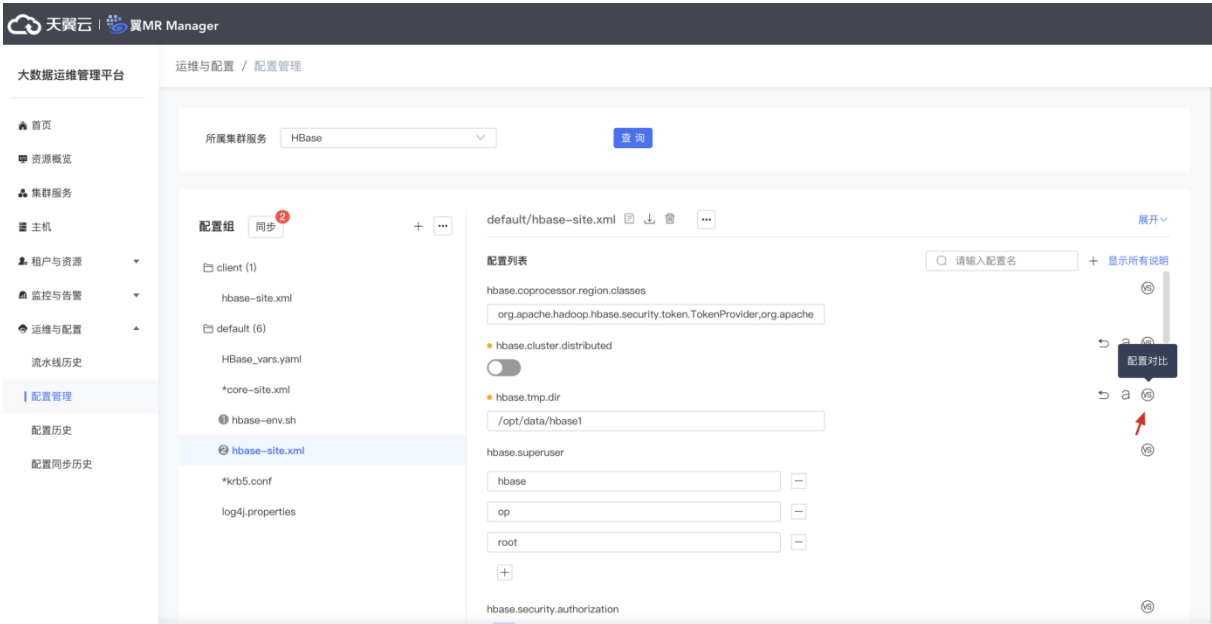 天翼云 | 翼MR Manager
大数据运维管理平台
首页
资源概览
集群服务
主机
租户与资源
监控与告警
运维与配置
流水线历史
配置管理
配置历史
配置同步历史
运维与配置 / 配置管理
所属集群服务 HBase 查 询
配置组 同步 2 + ···
client (1)
hbase-site.xml
default (6)
HBase_vars.yaml
*core-site.xml
1 hbase-env.sh
2 hbase-site.xml
*krb5.conf
log4j.properties
default/hbase-site.xml ··· 展开
配置列表 请输入配置名 + 显示所有说明
hbase.coprocessor.region.classes VS
org.apache.hadoop.hbase.security.token.TokenProvider,org.apache
hbase.cluster.distributed a VS
配置对比
hbase.tmp.dir a VS
/opt/data/hbase1
hbase.superuser VS
hbase
op
root
+
hbase.security.authorization VS